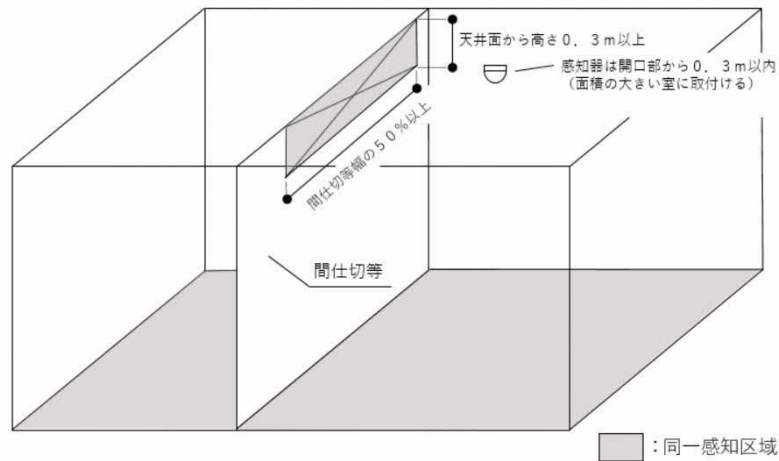 天井面から高さ０．３ｍ以上
感知器は開口部から０．３ｍ以内
（面積の大きい室に取付ける）
間仕切等幅の５０％以上
間仕切等
：同一感知区域